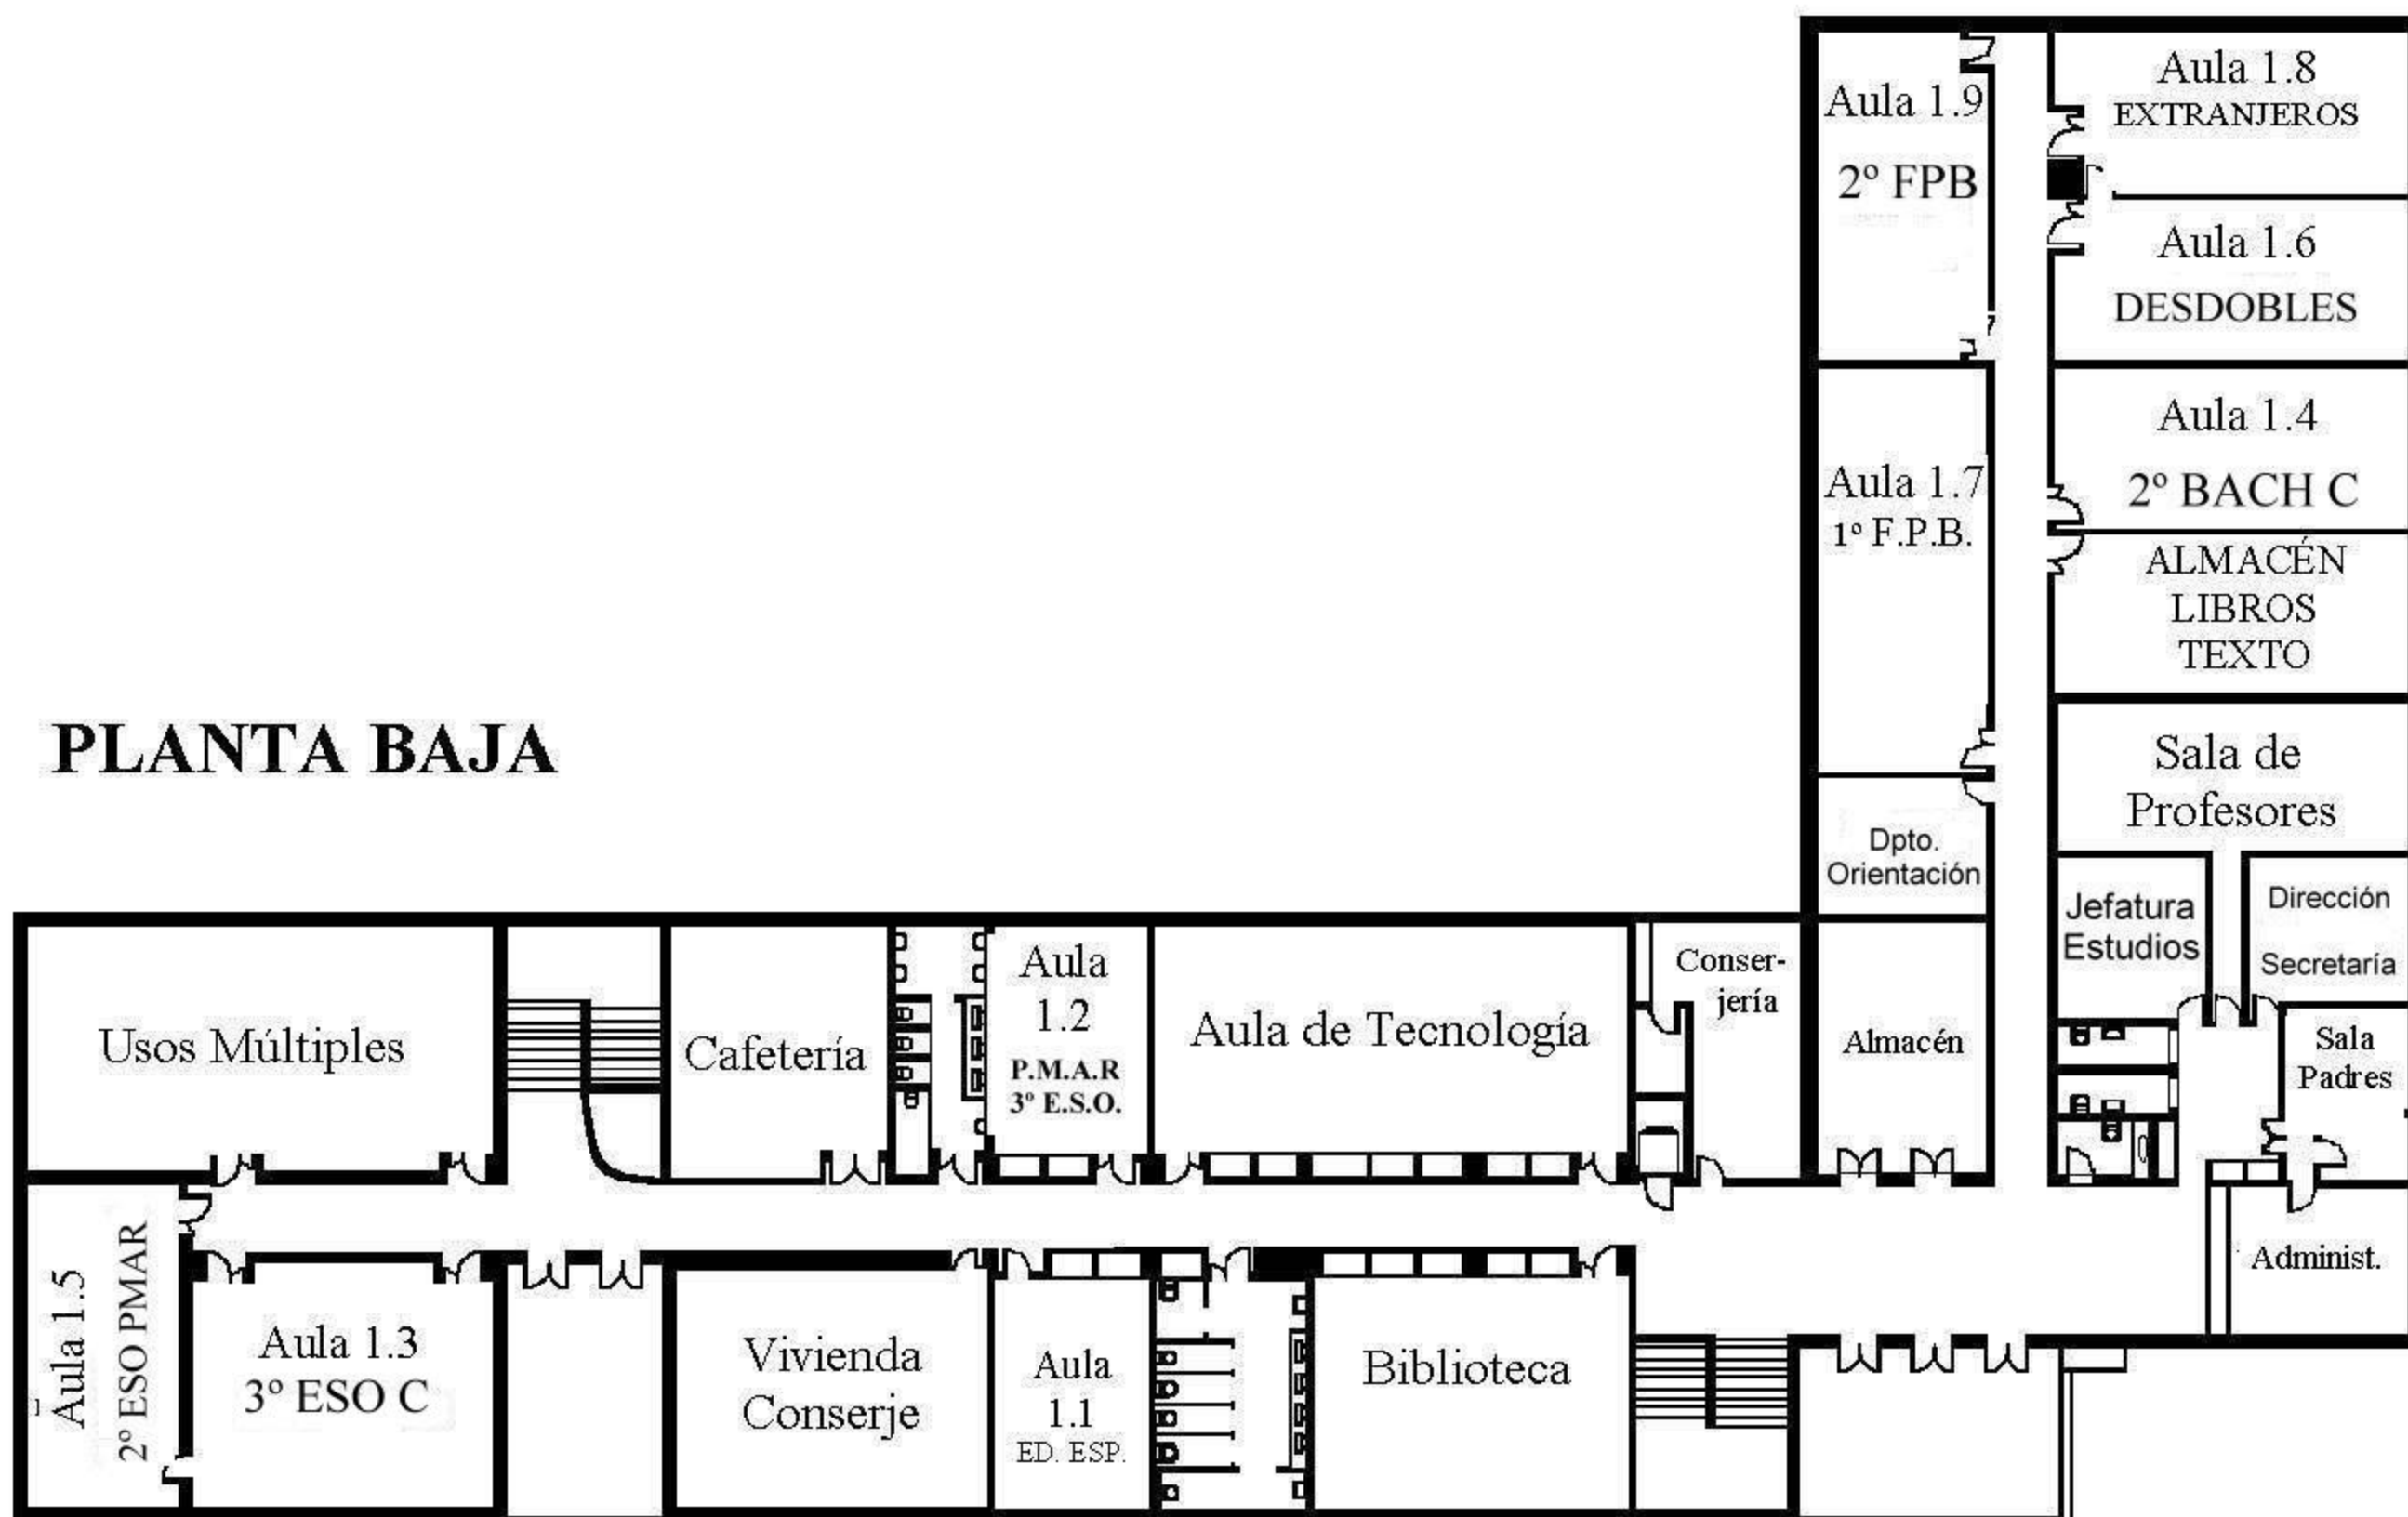 Aula 1.9
2º FPB
Aula 1.8
EXTRANJEROS
Aula 1.6
DESDOBLES
Aula 1.4
2º BACH C
Aula 1.7
1º F.P.B.
ALMACÉN
LIBROS
TEXTO
PLANTA BAJA
Sala de
Profesores
Dpto.
Orientación
Jefatura
Estudios
Dirección
Secretaría
Usos Múltiples
Cafetería
Aula
1.2
P.M.A.R
3º E.S.O.
Aula de Tecnología
Conser-
jería
Almacén
Sala
Padres
Aula 1.5
2º ESO PMAR
Aula 1.3
3º ESO C
Vivienda
Conserje
Aula
1.1
ED. ESP.
Biblioteca
Administ.